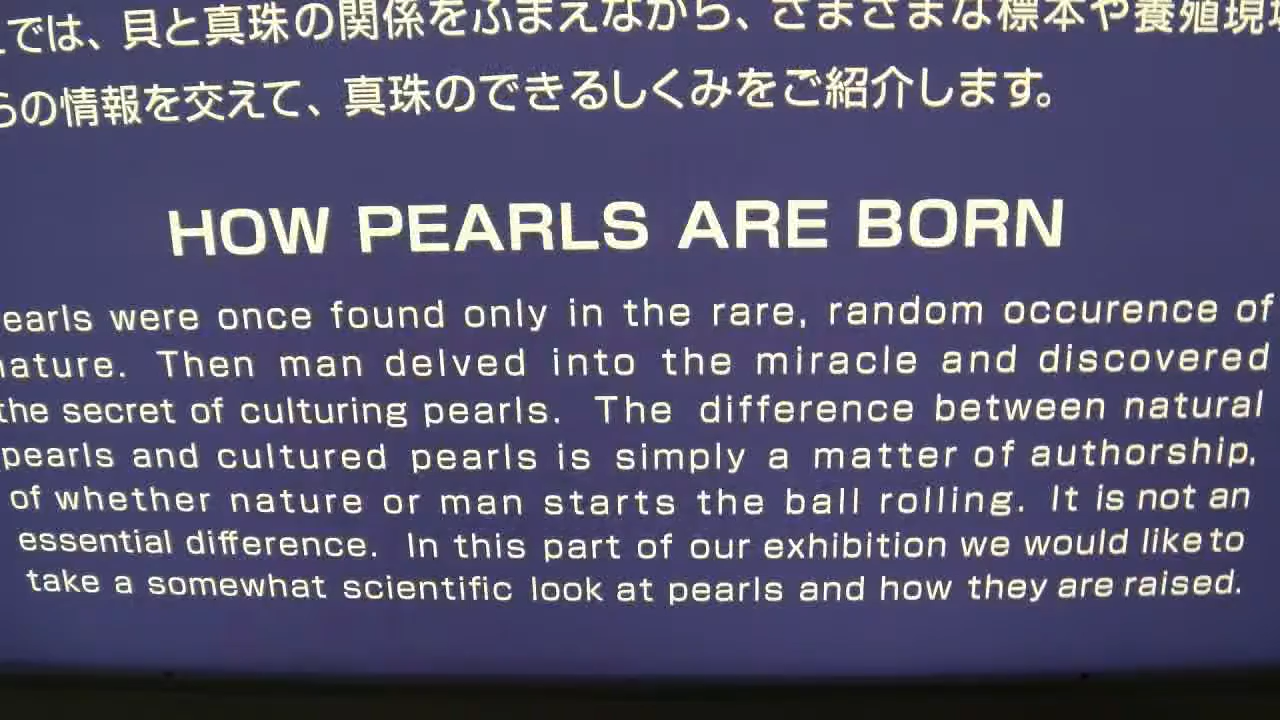 では、貝と真珠の関係をふまえながら、さまざまな標本や養殖現場
らの情報を交えて、真珠のできるしくみをご紹介します。
HOW PEARLS ARE BORN
earls were once found only in the rare, random occurence of
nature. Then man delved into the miracle and discovered
the secret of culturing pearls. The difference between natural
pearls and cultured pearls is simply a matter of authorship,
of whether nature or man starts the ball rolling. It is not an
essential difference. In this part of our exhibition we would like to
take a somewhat scientific look at pearls and how they are raised.